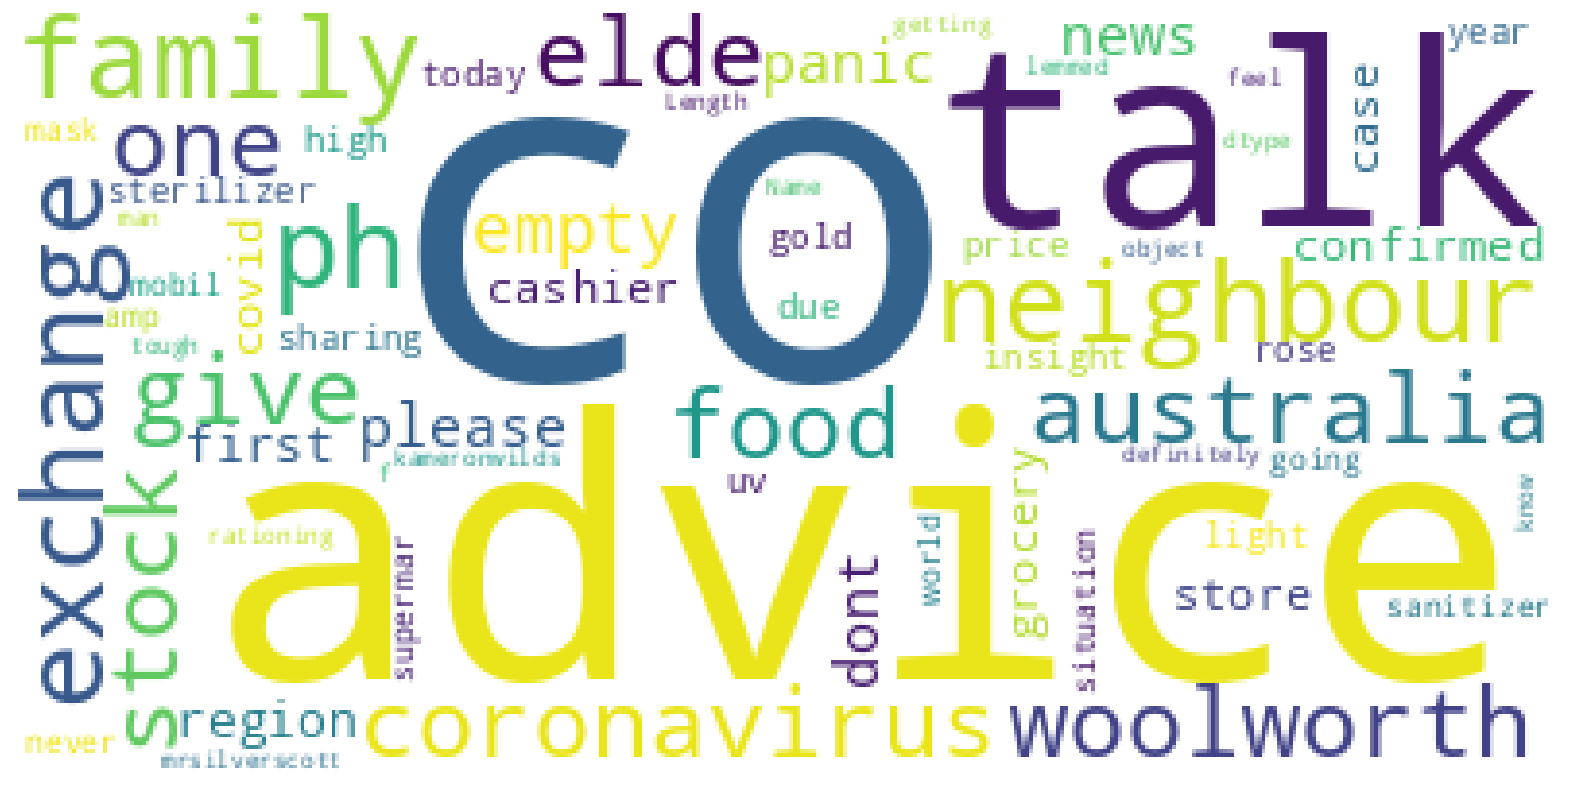 family
today
elde
panic
getting
news
lemmed
year
talk
feel
case
Length
mask
one
high
co
dtype
sterilizer
Name
man
empty
gold
exchange
covid
ph
price
object
confirmed
cashier
mobil
due
neighbour
amp
sharing
tough
insight
rose
give
food
australia
first
please
definitely
going
kameronwilds
r
uv
stock
advice
grocery
know
rationing
supermar
world
light
dont
situation
store
sanitizer
region
coronavirus
woolworth
never
mrsilverscott